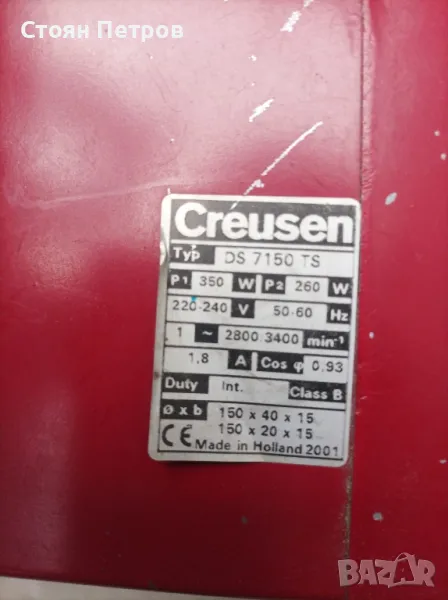 Стоян Петров
Creusen
Typ DS 7150 TS
P1 350 W P2 260 W
220-240 V 50-60 Hz
1 ~ 2800/3400 min-1
1,8 A Cos φ 0,93
Duty Int. Class B
ø x b 150 x 40 x 15
150 x 20 x 15
CE Made in Holland 2001
BAZAR